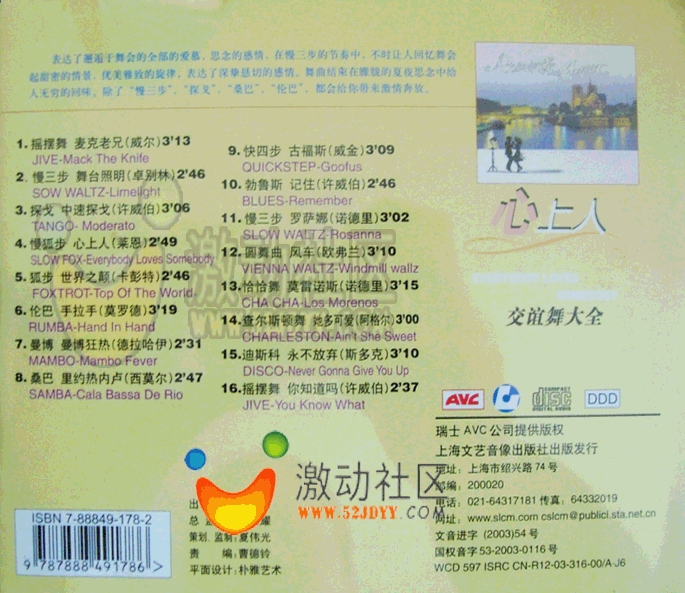 表达了邂逅于舞会的全部的爱慕，思念的感情，在慢三步的节奏中，不时让人回忆舞会
起甜密的情景，优美雅致的旋律，表达了深挚恳切的感情。舞曲结束在朦胧的夏夜思念中给
人无穷的回味。除了“慢三步”，“探戈”，“桑巴”，“伦巴”，都会给你带来激情奔放。
1. 摇摆舞 麦克老兄(威尔)3'13
JIVE-Mack The Knife
2. 慢三步 舞台照明(卓别林)2'46
SOW WALTZ-Limelight
3. 探戈 中速探戈(许威伯)3'06
TANGO- Moderato
4. 慢狐步 心上人(莱恩)2'49
SLOW FOX-Everybody Loves Somebody
5. 狐步 世界之颠(卡彭特)2'46
FOXTROT-Top Of The World
6. 伦巴 手拉手(莫罗德)3'19
RUMBA-Hand In Hand
7. 曼博 曼博狂热(德拉哈伊)2'31
MAMBO-Mambo Fever
8. 桑巴 里约热内卢(西莫尔)2'47
SAMBA-Cala Bassa De Rio
9. 快四步 古福斯(威金)3'09
QUICKSTEP-Goofus
10. 勃鲁斯 记住(许威伯)2'46
BLUES-Remember
11. 慢三步 罗萨娜(诺德里)3'02
SLOW WALTZ-Rosanna
12. 圆舞曲 风车(欧弗兰)3'10
VIENNA WALTZ-Windmill wallz
13. 恰恰舞 莫雷诺斯(诺德里)3'15
CHA CHA-Los Morenos
14. 查尔斯顿舞 她多可爱(阿格尔)3'00
CHARLESTON-Ain't She Sweet
15. 迪斯科 永不放弃(斯多克)3'10
DISCO-Never Gonna Give You Up
16. 摇摆舞 你知道吗(许威伯)2'37
JIVE-You Know What
心上人
交谊舞大全
AVC
COMPACT
disc
DIGITAL AUDIO
DDD
瑞士 AVC 公司提供版权
上海文艺音像出版社出版发行
地址：上海市绍兴路 74 号
邮编：200020
电话：021-64317181 传真：64332019
网址：www.slcm.com cslcm@publicl.sta.net.cn
文音进字 (2003)54号
国权音字 53-2003-0116号
WCD 597 ISRC CN-R12-03-316-00/A·J6
激动社区
WWW.52JDYY.COM
策划、监制：夏伟光
责 编：曹德铃
平面设计：朴雅艺术
ISBN 7-88849-178-2
9 787888 491786